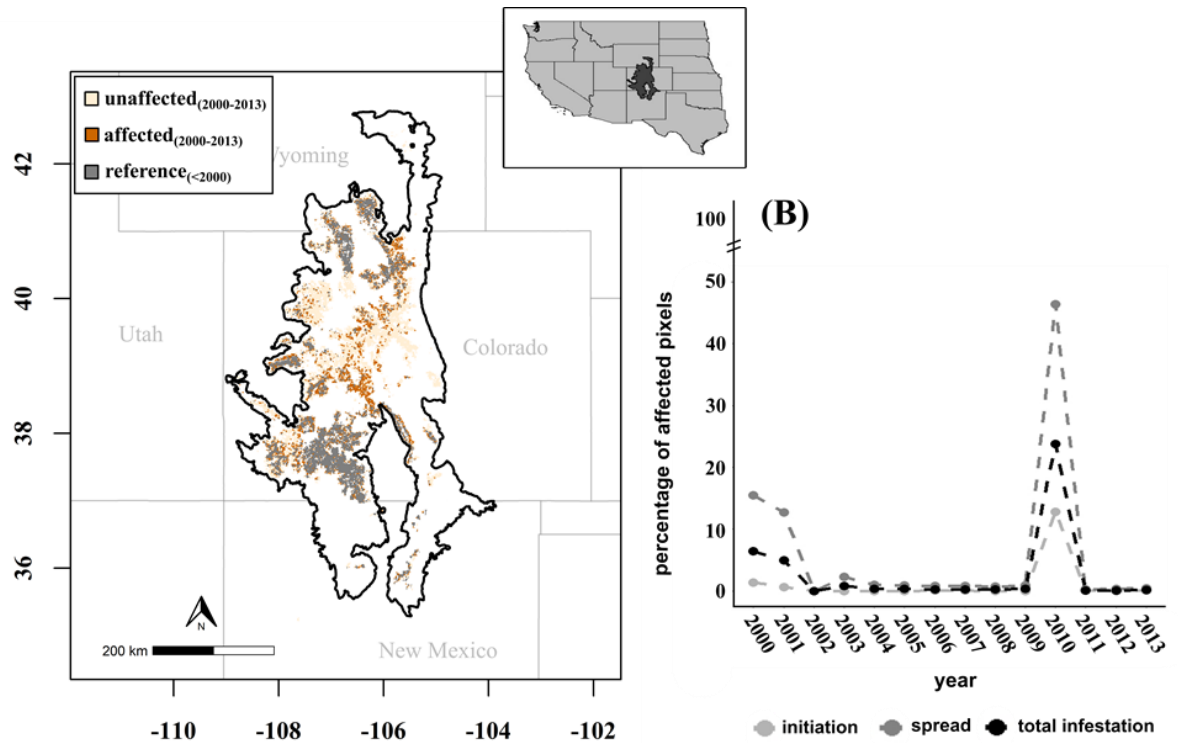 unaffected(2000-2013)
affected(2000-2013)
reference(<2000)
Wyoming
Utah
Colorado
New Mexico
42
40
38
36
N
200 km
-110 -108 -106 -104 -102
(B)
percentage of affected pixels
100
50
40
30
20
10
0
2000 2001 2002 2003 2004 2005 2006 2007 2008 2009 2010 2011 2012 2013
year
initiation spread total infestation